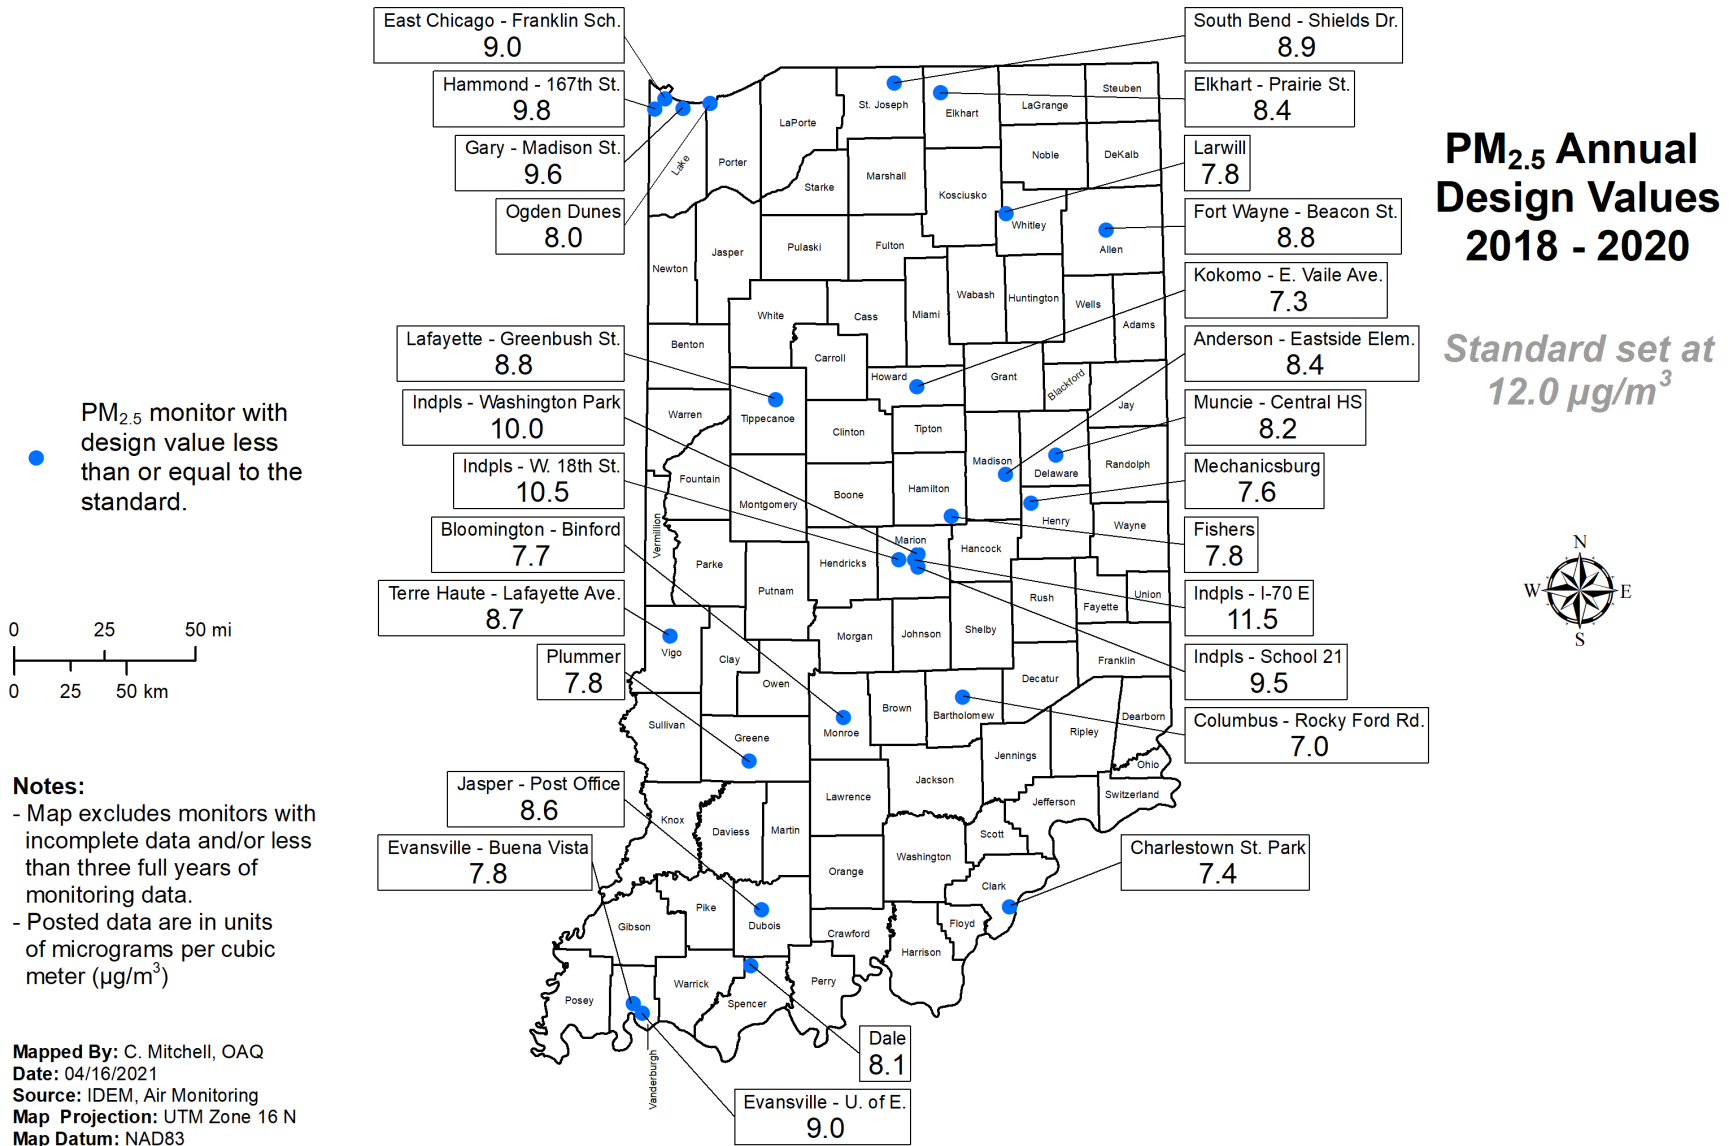 East Chicago - Franklin Sch.
9.0
Hammond - 167th St.
9.8
Gary - Madison St.
9.6
Ogden Dunes
8.0
Lafayette - Greenbush St.
8.8
Indpls - Washington Park
10.0
Indpls - W. 18th St.
10.5
Bloomington - Binford
7.7
Terre Haute - Lafayette Ave.
8.7
Plummer
7.8
Jasper - Post Office
8.6
Evansville - Buena Vista
7.8
South Bend - Shields Dr.
8.9
Elkhart - Prairie St.
8.4
Larwill
7.8
Fort Wayne - Beacon St.
8.8
Kokomo - E. Vaile Ave.
7.3
Anderson - Eastside Elem.
8.4
Muncie - Central HS
8.2
Mechanicsburg
7.6
Fishers
7.8
Indpls - I-70 E
11.5
Indpls - School 21
9.5
Columbus - Rocky Ford Rd.
7.0
Charlestown St. Park
7.4
Dale
8.1
Evansville - U. of E.
9.0
PM2.5 Annual
Design Values
2018 - 2020
Standard set at
12.0 µg/m³
PM2.5 monitor with
design value less
than or equal to the
standard.
0 25 50 mi
0 25 50 km
Notes:
- Map excludes monitors with
incomplete data and/or less
than three full years of
monitoring data.
- Posted data are in units
of micrograms per cubic
meter (µg/m³)
Mapped By: C. Mitchell, OAQ
Date: 04/16/2021
Source: IDEM, Air Monitoring
Map Projection: UTM Zone 16 N
Map Datum: NAD83
N
W E
S
Lake
Porter
LaPorte
St. Joseph
Elkhart
LaGrange
Steuben
Noble
DeKalb
Starke
Marshall
Kosciusko
Whitley
Allen
Newton
Jasper
Pulaski
Fulton
White
Cass
Miami
Wabash
Huntington
Wells
Adams
Benton
Carroll
Howard
Grant
Blackford
Jay
Warren
Tippecanoe
Clinton
Tipton
Madison
Delaware
Randolph
Fountain
Montgomery
Boone
Hamilton
Henry
Wayne
Vermillion
Parke
Putnam
Hendricks
Marion
Hancock
Rush
Fayette
Union
Vigo
Clay
Owen
Morgan
Johnson
Shelby
Decatur
Franklin
Sullivan
Greene
Monroe
Brown
Bartholomew
Jennings
Ripley
Dearborn
Ohio
Switzerland
Jefferson
Jackson
Lawrence
Knox
Daviess
Martin
Scott
Washington
Orange
Clark
Floyd
Harrison
Crawford
Gibson
Pike
Dubois
Posey
Vanderburgh
Warrick
Spencer
Perry